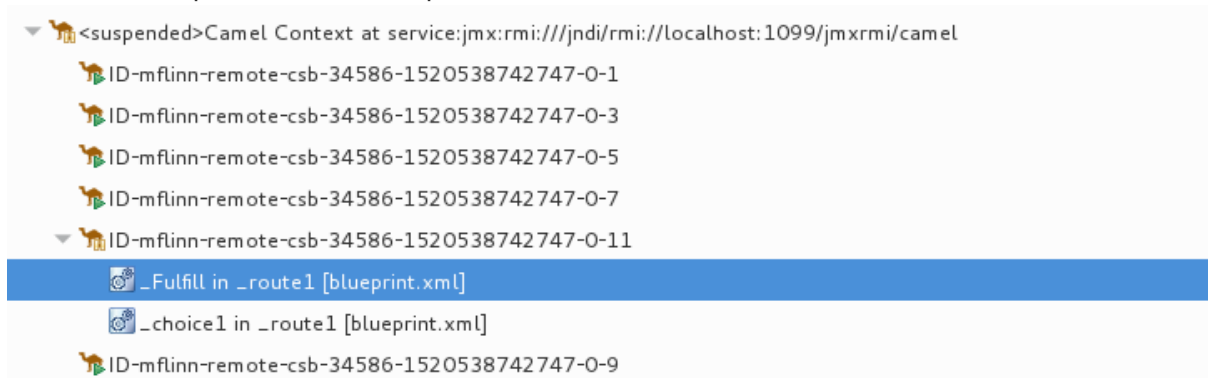 <suspended>Camel Context at service:jmx:rmi:///jndi/rmi://localhost:1099/jmxrmi/camel
ID-mflinn-remote-csb-34586-1520538742747-0-1
ID-mflinn-remote-csb-34586-1520538742747-0-3
ID-mflinn-remote-csb-34586-1520538742747-0-5
ID-mflinn-remote-csb-34586-1520538742747-0-7
ID-mflinn-remote-csb-34586-1520538742747-0-11
_Fulfill in _route1 [blueprint.xml]
_choice1 in _route1 [blueprint.xml]
ID-mflinn-remote-csb-34586-1520538742747-0-9